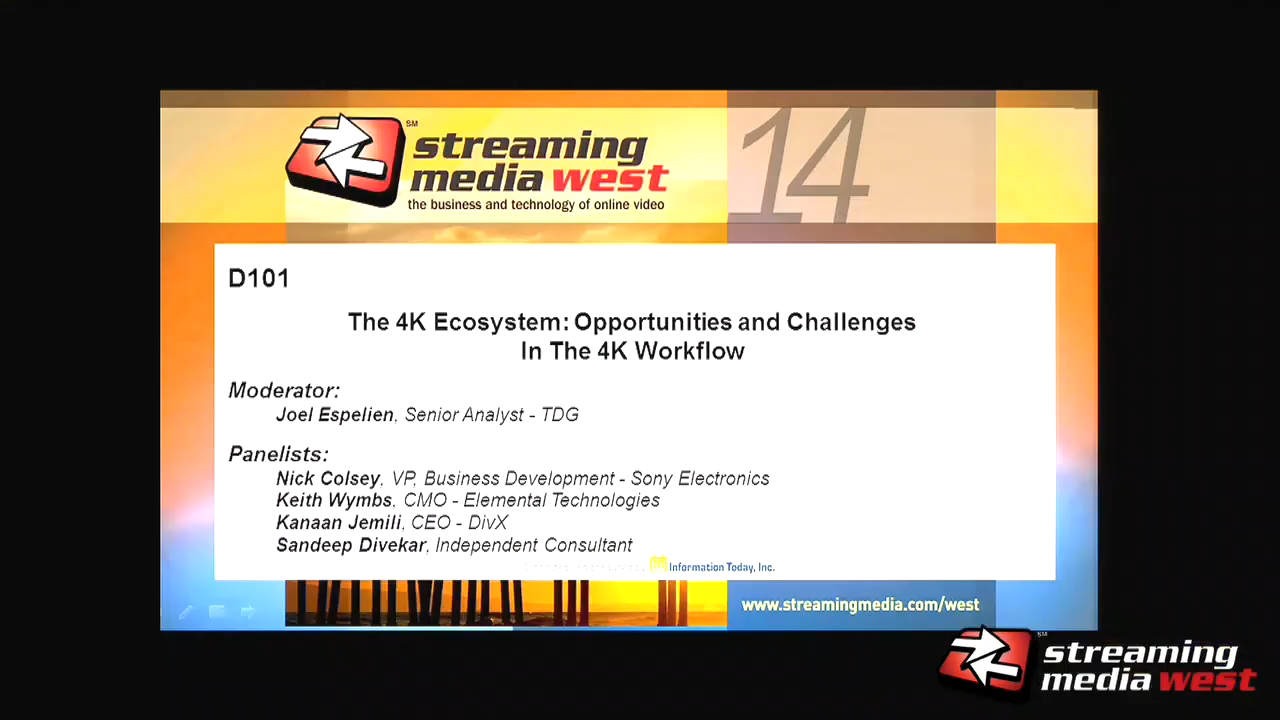 SM
streaming
media west
the business and technology of online video
14
D101
The 4K Ecosystem: Opportunities and Challenges
In The 4K Workflow
Moderator:
Joel Espelien, Senior Analyst - TDG
Panelists:
Nick Colsey, VP, Business Development - Sony Electronics
Keith Wymbs, CMO - Elemental Technologies
Kanaan Jemili, CEO - DivX
Sandeep Divekar, Independent Consultant
Information Today, Inc.
www.streamingmedia.com/west
SM
streaming
media west